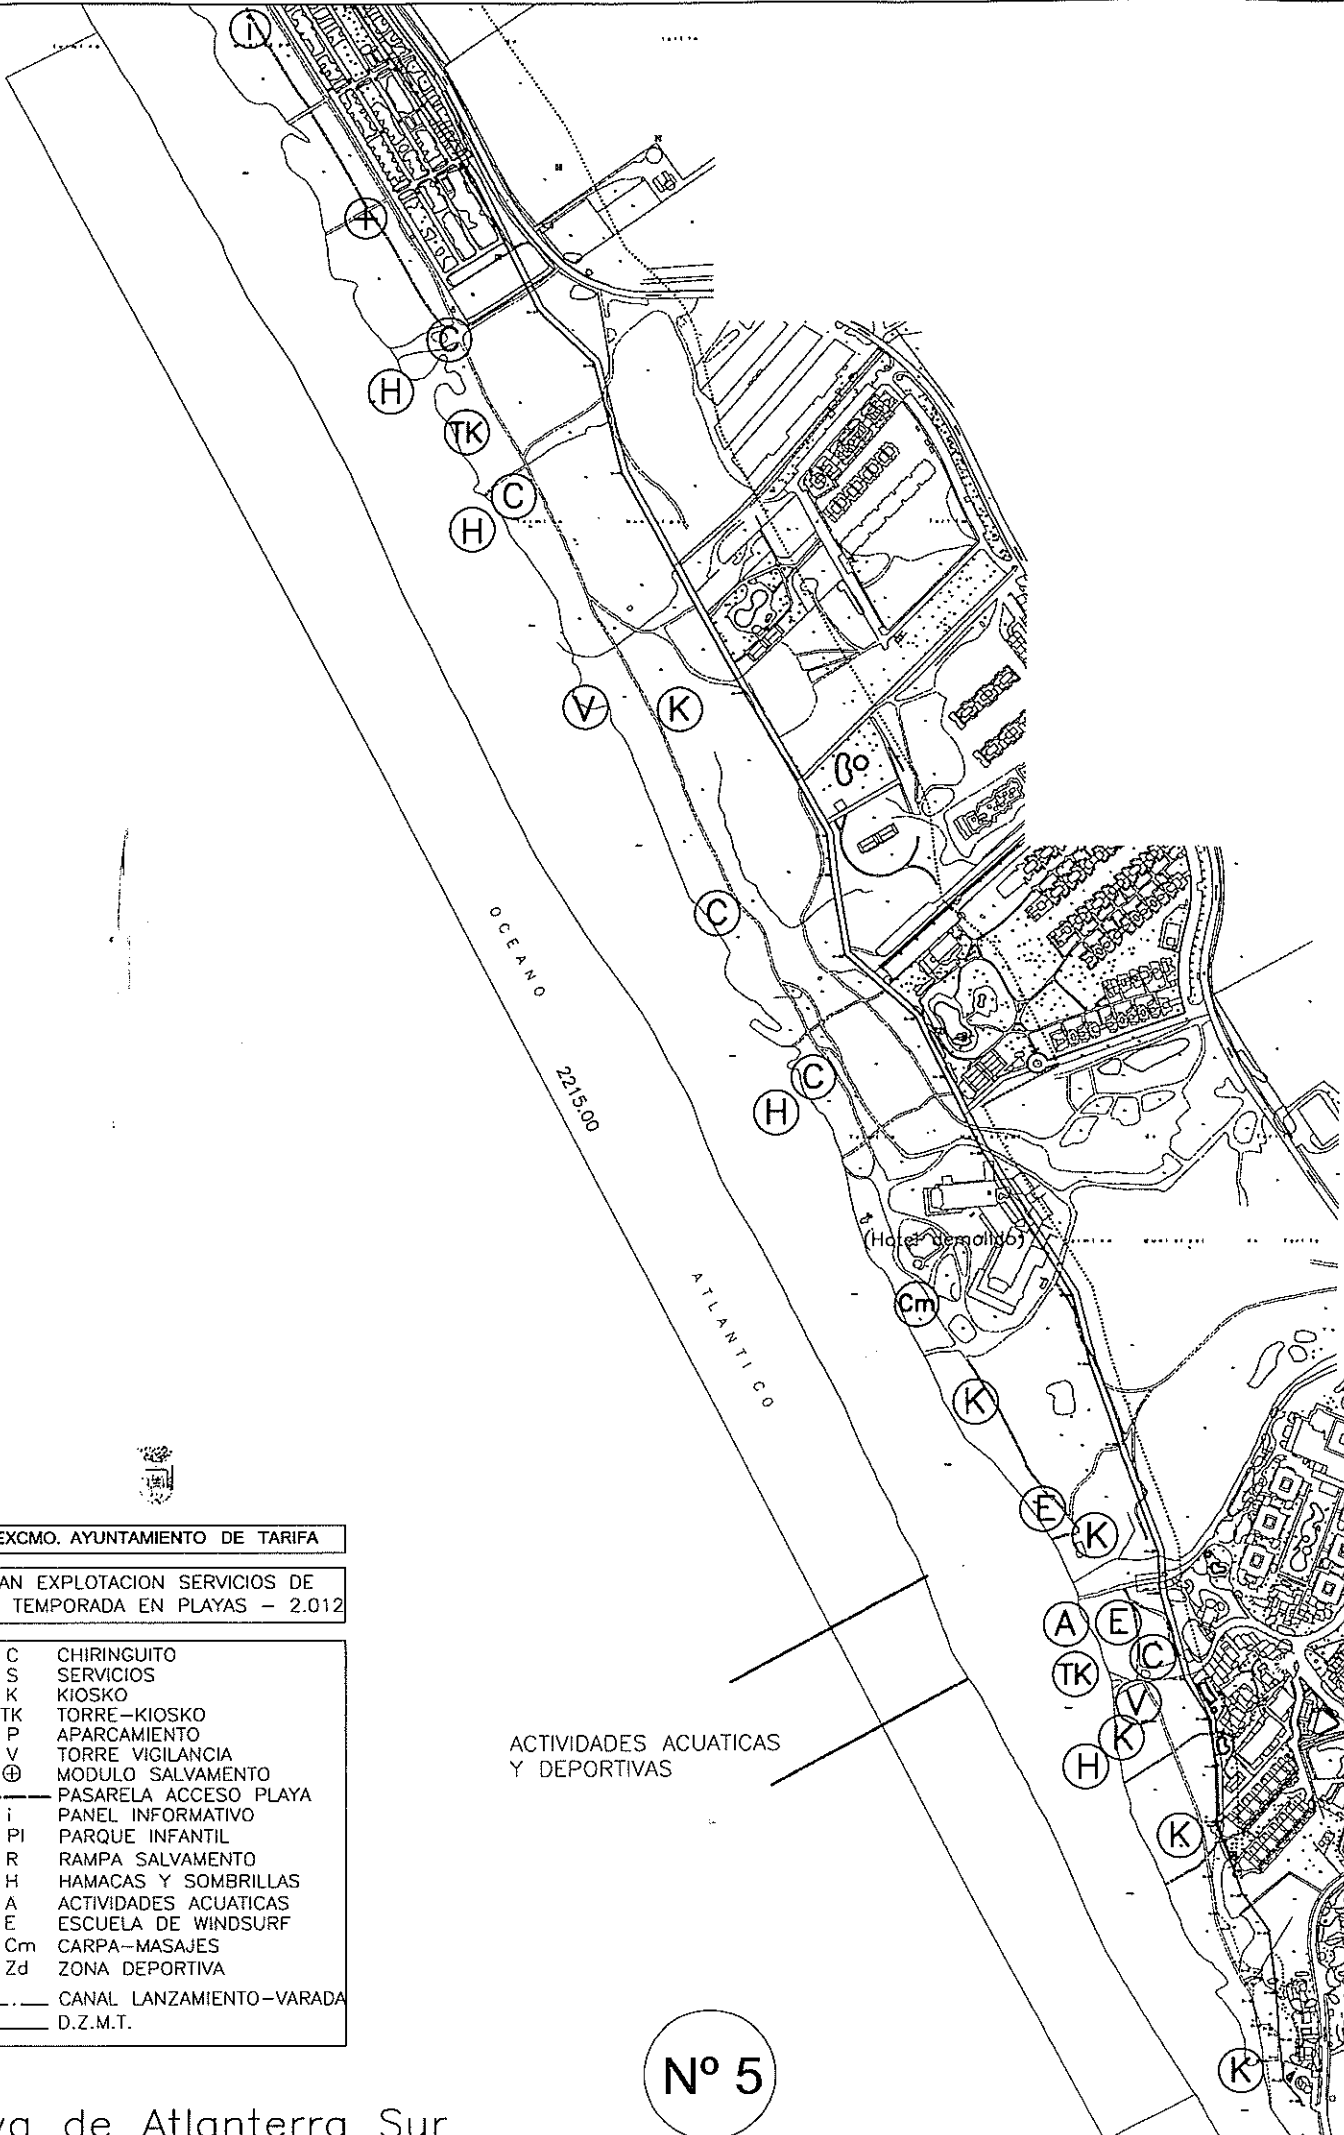 i
+
C
H
TK
C
H
V
K
C
OCEANO
2215.00
C
H
(Hotel demolido)
Cm
ATLANTICO
K
E
K
A
E
C
TK
V
K
H
K
K
EXCMO. AYUNTAMIENTO DE TARIFA
AN EXPLOTACION SERVICIOS DE
TEMPORADA EN PLAYAS - 2.012
C CHIRINGUITO
S SERVICIOS
K KIOSKO
TK TORRE-KIOSKO
P APARCAMIENTO
V TORRE VIGILANCIA
⊕ MODULO SALVAMENTO
PASARELA ACCESO PLAYA
i PANEL INFORMATIVO
PI PARQUE INFANTIL
R RAMPA SALVAMENTO
H HAMACAS Y SOMBRILLAS
A ACTIVIDADES ACUATICAS
E ESCUELA DE WINDSURF
Cm CARPA-MASAJES
Zd ZONA DEPORTIVA
CANAL LANZAMIENTO-VARADA
D.Z.M.T.
ACTIVIDADES ACUATICAS
Y DEPORTIVAS
Nº 5
ya de Atlanterra Sur